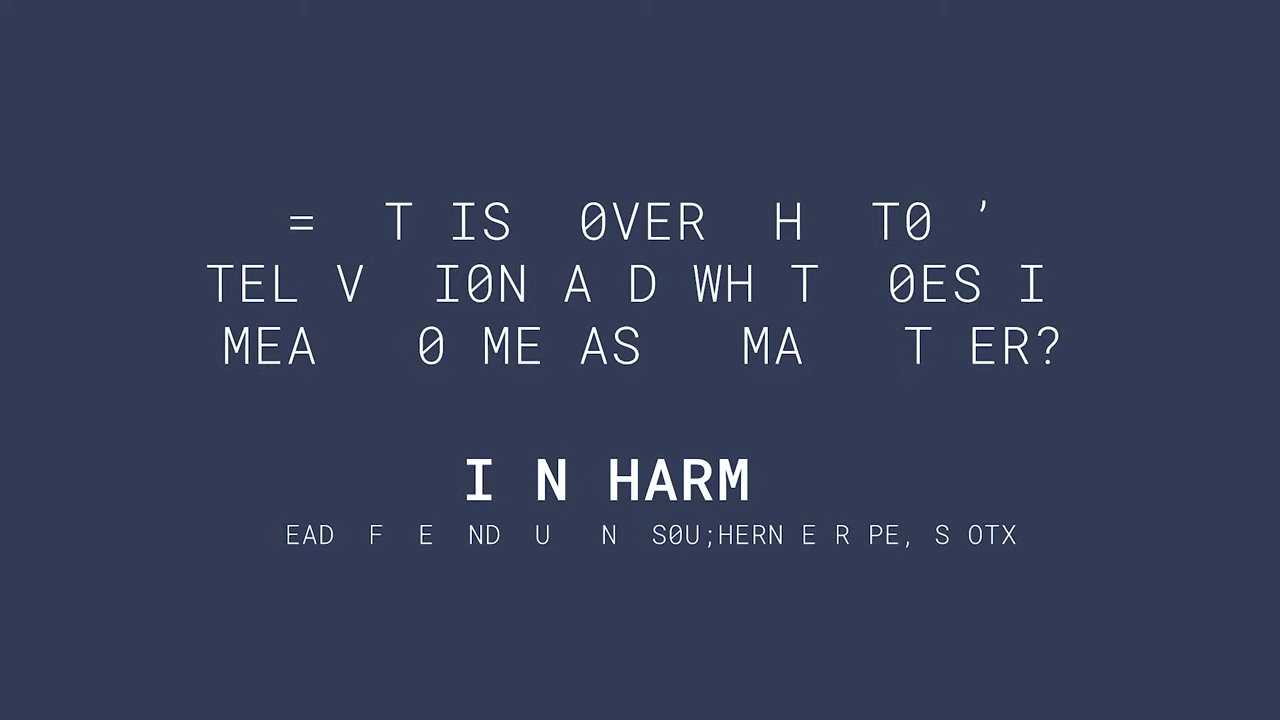 = T IS 0VER H T0 ’
TEL V I0N A D WH T 0ES I
MEA 0 ME AS MA T ER?
I N HARM
EAD F E ND U N S0U;HERN E R PE, S OTX